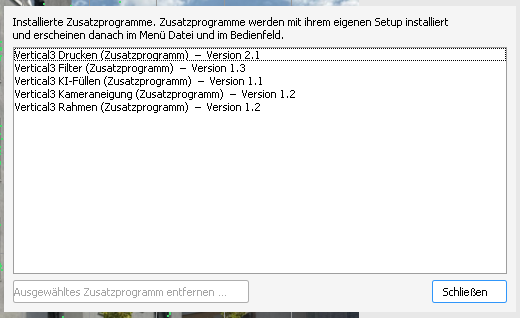 Installierte Zusatzprogramme. Zusatzprogramme werden mit ihrem eigenen Setup installiert
und erscheinen danach im Menü Datei und im Bedienfeld.
Vertical3 Drucken (Zusatzprogramm) – Version 2.1
Vertical3 Filter (Zusatzprogramm) – Version 1.3
Vertical3 KI-Füllen (Zusatzprogramm) – Version 1.1
Vertical3 Kameraneigung (Zusatzprogramm) – Version 1.2
Vertical3 Rahmen (Zusatzprogramm) – Version 1.2
Ausgewähltes Zusatzprogramm entfernen ...
Schließen